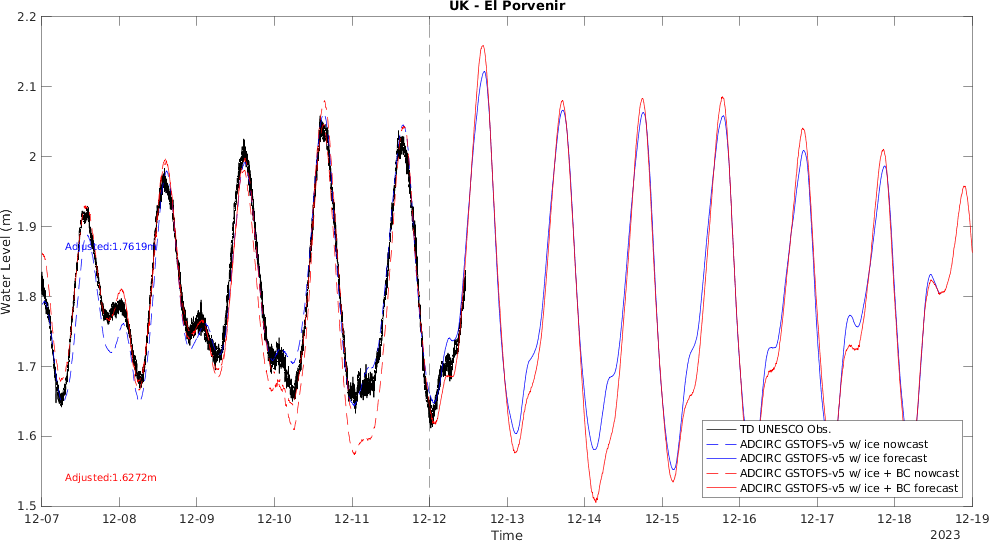 UK - El Porvenir
2.2
2.1
2
1.9
1.8
1.7
1.6
1.5
Water Level (m)
Adjusted:1.7619m
Adjusted:1.6272m
TD UNESCO Obs.
ADCIRC GSTOFS-v5 w/ ice nowcast
ADCIRC GSTOFS-v5 w/ ice forecast
ADCIRC GSTOFS-v5 w/ ice + BC nowcast
ADCIRC GSTOFS-v5 w/ ice + BC forecast
12-07 12-08 12-09 12-10 12-11 12-12 12-13 12-14 12-15 12-16 12-17 12-18 12-19
Time
2023